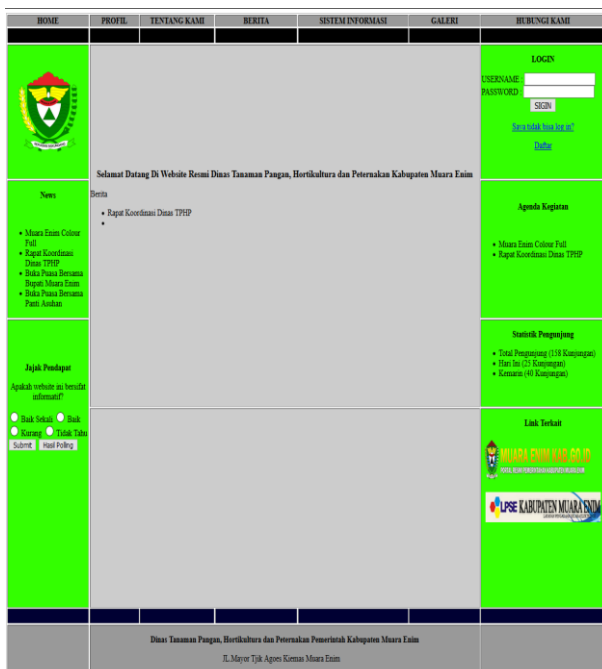 HOME PROFIL TENTANG KAMI BERITA SISTEM INFORMASI GALERI HUBUNGI KAMI
LOGIN
USERNAME :
PASSWORD :
SIGIN
Saya tidak bisa log in?
Daftar
Selamat Datang Di Website Resmi Dinas Tanaman Pangan, Hortikultura dan Peternakan Kabupaten Muara Enim
News
Muara Enim Colour
Full
Rapat Koordinasi
Dinas TPHP
Buka Puasa Bersama
Bupati Muara Enim
Buka Puasa Bersama
Panti Asuhan
Berita
Rapat Koordinasi Dinas TPHP
Agenda Kegiatan
Muara Enim Colour Full
Rapat Koordinasi Dinas TPHP
Statistik Pengunjung
Total Pengunjung (158 Kunjungan)
Hari Ini (25 Kunjungan)
Kemarin (40 Kunjungan)
Jajak Pendapat
Apakah website ini bersifat
informatif?
Baik Sekali Baik
Kurang Tidak Tahu
Submit Hasil Polling
Link Terkait
MUARA ENIM KAB.GO.ID
LPSE KABUPATEN MUARA ENIM
Dinas Tanaman Pangan, Hortikultura dan Peternakan Pemerintah Kabupaten Muara Enim
JL.Mayor Tjik Agoes Kiemas Muara Enim